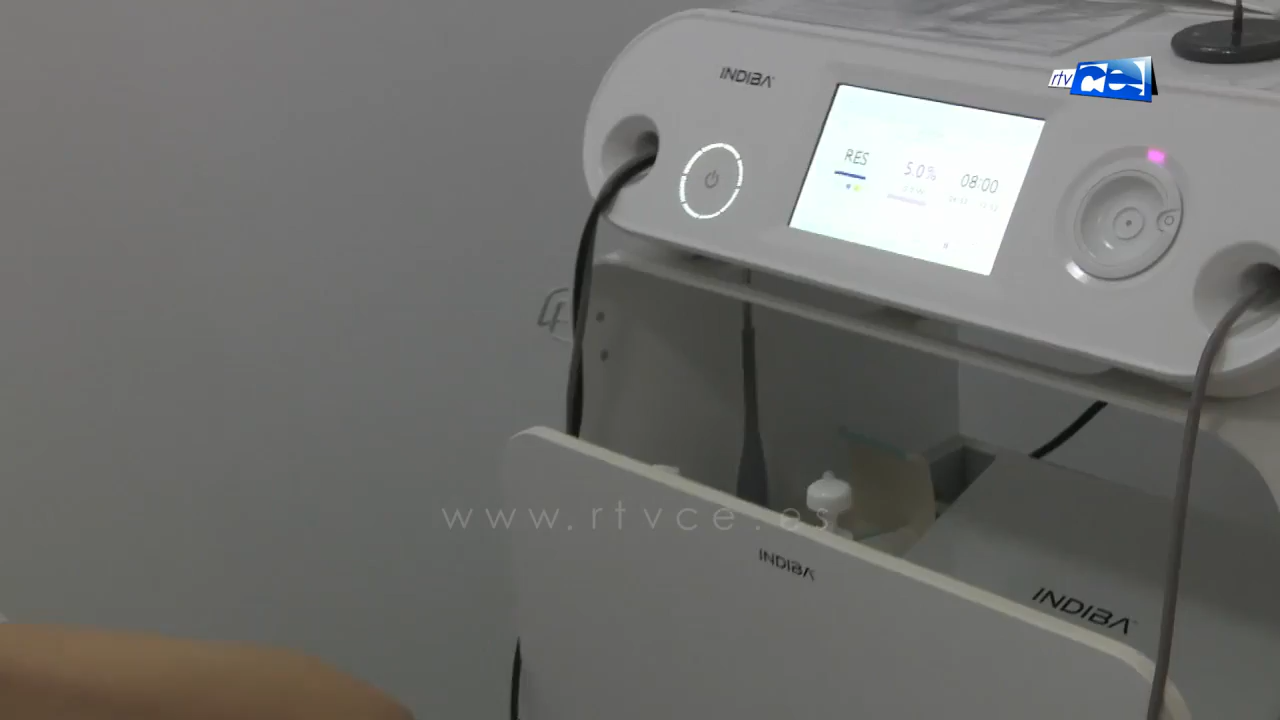 INDIBA
rtv ce
RES
5.0%
08:00
www.rtvce.es
INDIBA
INDIBA